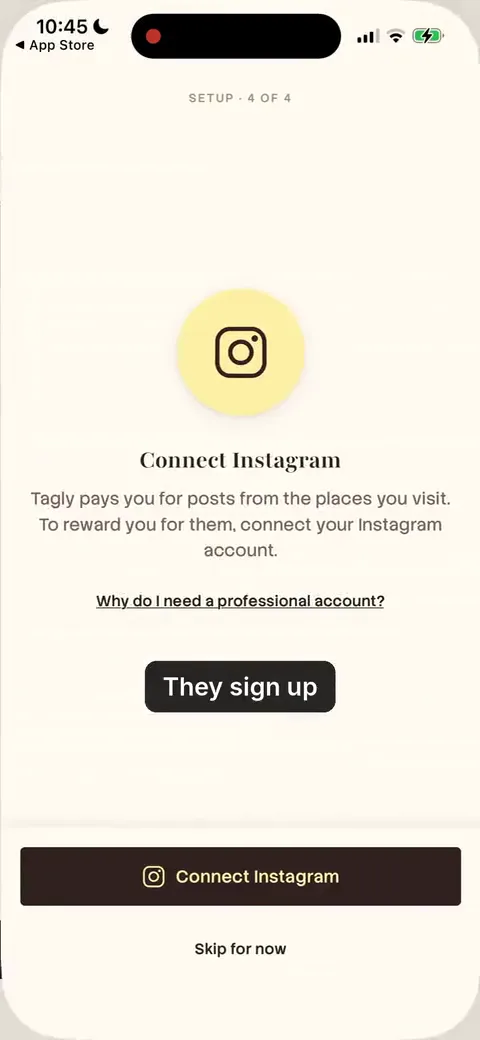 10:45
◀ App Store
SETUP · 4 OF 4
Connect Instagram
Tagly pays you for posts from the places you visit.
To reward you for them, connect your Instagram
account.
Why do I need a professional account?
They sign up
Connect Instagram
Skip for now